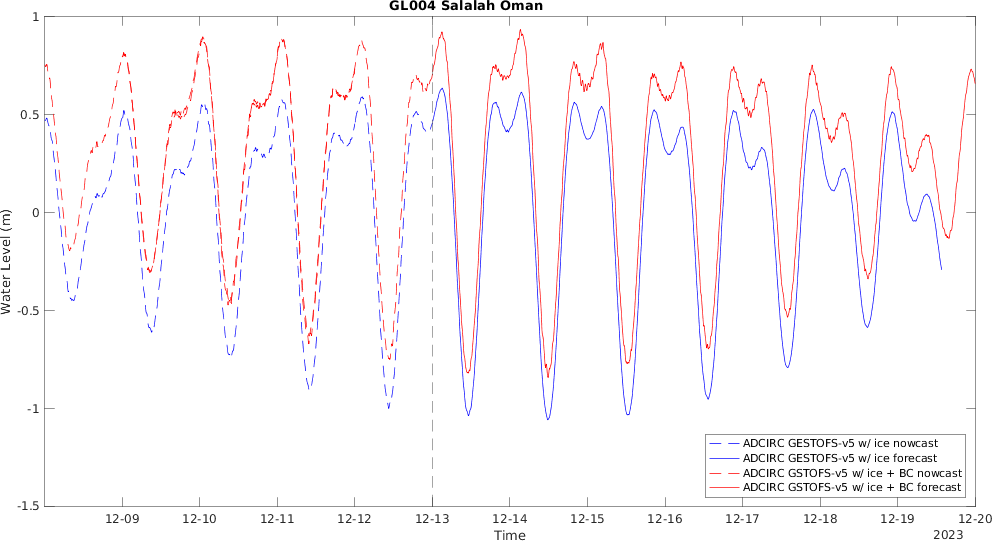 GL004 Salalah Oman
1
0.5
0
-0.5
-1
-1.5
Water Level (m)
ADCIRC GESTOFS-v5 w/ ice nowcast
ADCIRC GESTOFS-v5 w/ ice forecast
ADCIRC GSTOFS-v5 w/ ice + BC nowcast
ADCIRC GSTOFS-v5 w/ ice + BC forecast
12-09 12-10 12-11 12-12 12-13 12-14 12-15 12-16 12-17 12-18 12-19 12-20
Time
2023